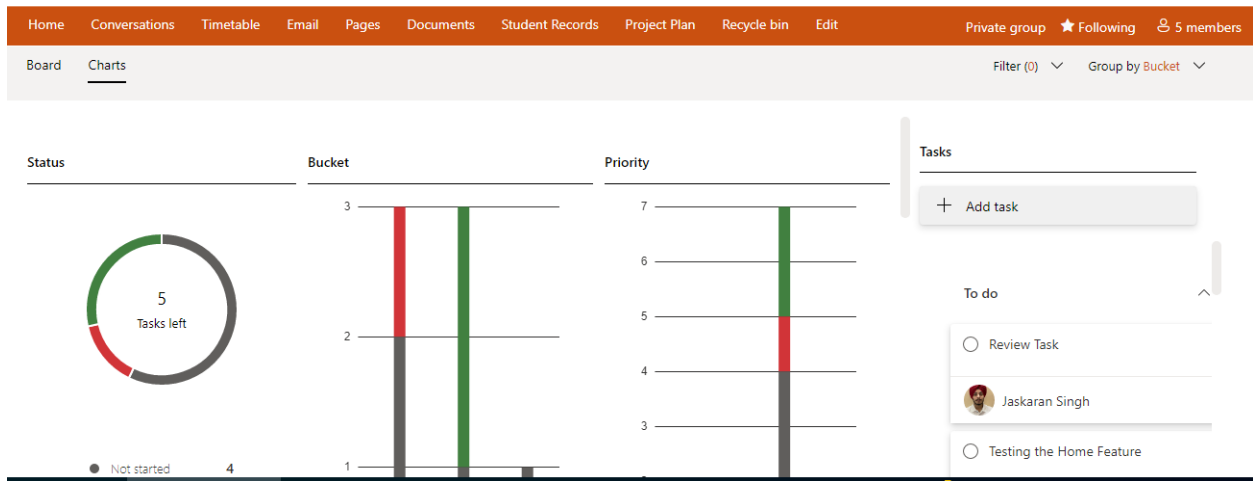 Home Conversations Timetable Email Pages Documents Student Records Project Plan Recycle bin Edit Private group Following 5 members
Board Charts Filter (0) Group by Bucket
Status
5
Tasks left
Not started 4
Bucket
3
2
1
Priority
7
6
5
4
3
Tasks
+ Add task
To do
Review Task
Jaskaran Singh
Testing the Home Feature